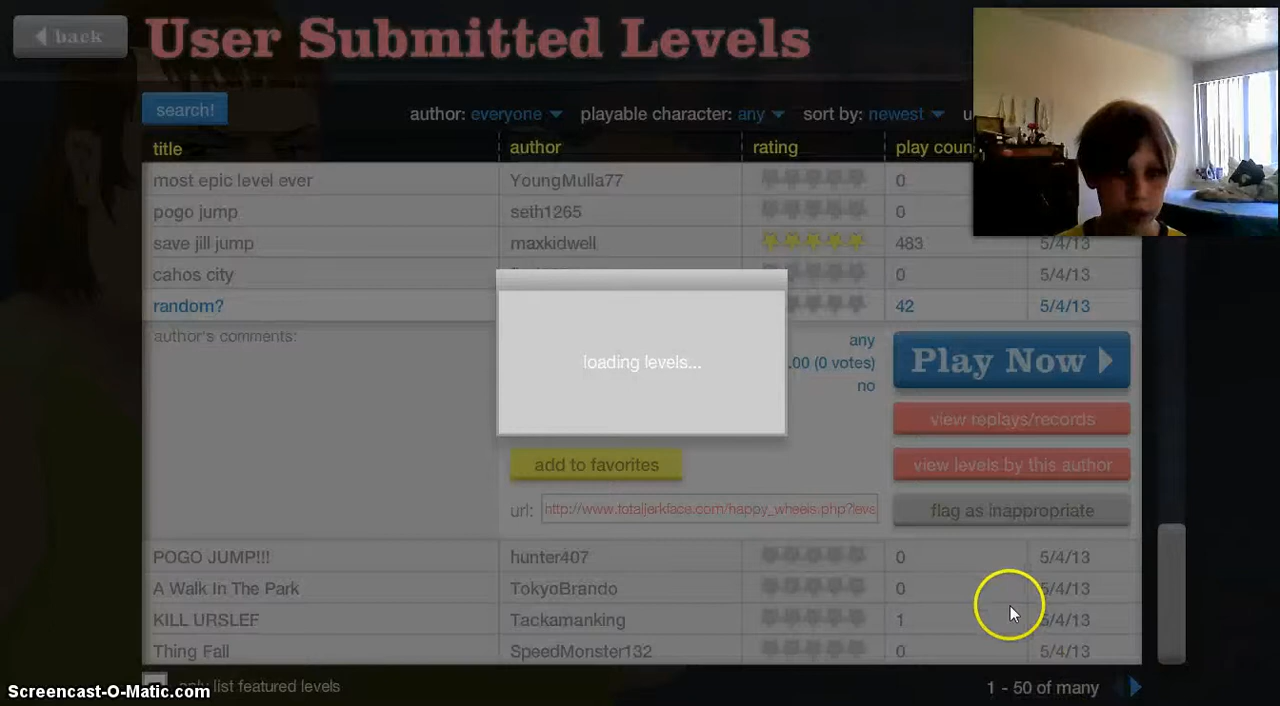 back
User Submitted Levels
search!
author: everyone playable character: any sort by: newest u
title author rating play coun
most epic level ever YoungMulla77 0
pogo jump seth1265 0
save jill jump maxkidwell 483 5/4/13
cahos city 0 5/4/13
random? 42 5/4/13
author's comments: any
loading levels... .00 (0 votes)
no
Play Now
view replays/records
add to favorites view levels by this author
url: http://www.totaljerkface.com/happy_wheels.php?leve flag as inappropriate
POGO JUMP!!! hunter407 0 5/4/13
A Walk In The Park TokyoBrando 0 5/4/13
KILL URSLEF Tackamanking 1 5/4/13
Thing Fall SpeedMonster132 0 5/4/13
only list featured levels 1 - 50 of many
Screencast-O-Matic.com